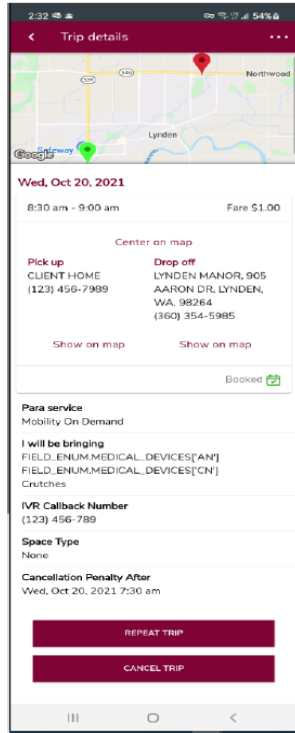 2:32
54%
Trip details
Northwood
Lynden
Safeway
Google
Wed, Oct 20, 2021
8:30 am - 9:00 am Fare $1.00
Center on map
Pick up
CLIENT HOME
(123) 456-7989
Drop off
LYNDEN MANOR, 905
AARON DR, LYNDEN,
WA, 98264
(360) 354-5985
Show on map Show on map
Booked
Para service
Mobility On Demand
I will be bringing
FIELD_ENUM.MEDICAL_DEVICES['AN']
FIELD_ENUM.MEDICAL_DEVICES['CN']
Crutches
IVR Callback Number
(123) 456-789
Space Type
None
Cancellation Penalty After
Wed, Oct 20, 2021 7:30 am
REPEAT TRIP
CANCEL TRIP